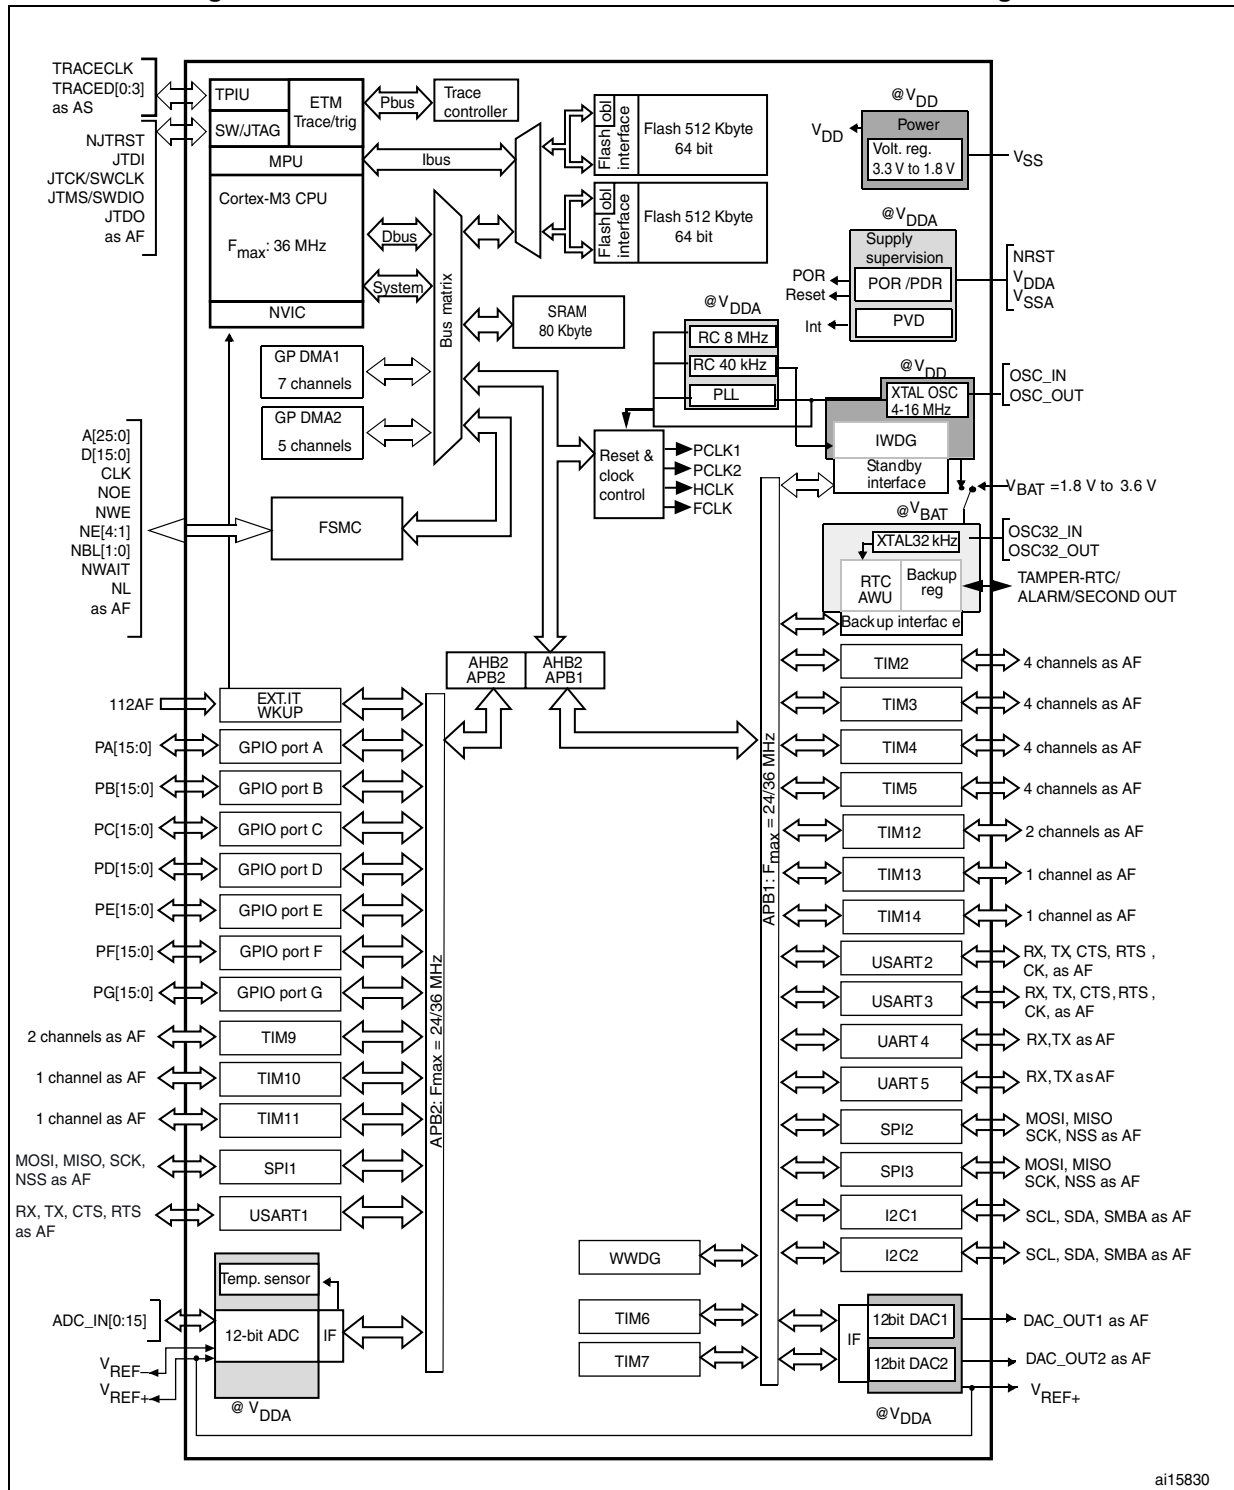 TRACECLK
TRACED[0:3]
as AS
NJTRST
JTDI
JTCK/SWCLK
JTMS/SWDIO
JTDO
as AF
TPIU
SW/JTAG
ETM
Trace/trig
MPU
Cortex-M3 CPU
Fmax: 36 MHz
NVIC
Pbus
Trace
controller
Ibus
Dbus
System
Bus matrix
Flash obl
interface
Flash 512 Kbyte
64 bit
Flash obl
interface
Flash 512 Kbyte
64 bit
SRAM
80 Kbyte
GP DMA1
7 channels
GP DMA2
5 channels
A[25:0]
D[15:0]
CLK
NOE
NWE
NE[4:1]
NBL[1:0]
NWAIT
NL
as AF
FSMC
@VDD
Power
VDD
Volt. reg.
3.3 V to 1.8 V
VSS
@VDDA
Supply
supervision
POR
Reset
Int
POR /PDR
PVD
NRST
VDDA
VSSA
@VDDA
RC 8 MHz
RC 40 kHz
PLL
@VDD
XTAL OSC
4-16 MHz
OSC_IN
OSC_OUT
IWDG
Standby
interface
Reset &
clock
control
PCLK1
PCLK2
HCLK
FCLK
VBAT =1.8 V to 3.6 V
@VBAT
XTAL32 kHz
OSC32_IN
OSC32_OUT
RTC
AWU
Backup
reg
TAMPER-RTC/
ALARM/SECOND OUT
Backup interfac e
AHB2
APB2
AHB2
APB1
112AF
EXT.IT
WKUP
PA[15:0]
GPIO port A
PB[15:0]
GPIO port B
PC[15:0]
GPIO port C
PD[15:0]
GPIO port D
PE[15:0]
GPIO port E
PF[15:0]
GPIO port F
PG[15:0]
GPIO port G
2 channels as AF
TIM9
1 channel as AF
TIM10
1 channel as AF
TIM11
MOSI, MISO, SCK,
NSS as AF
SPI1
RX, TX, CTS, RTS
as AF
USART1
APB2: Fmax = 24/36 MHz
Temp. sensor
ADC_IN[0:15]
12-bit ADC
IF
VREF–
VREF+
@ VDDA
APB1: Fmax = 24/36 MHz
TIM2
4 channels as AF
TIM3
4 channels as AF
TIM4
4 channels as AF
TIM5
4 channels as AF
TIM12
2 channels as AF
TIM13
1 channel as AF
TIM14
1 channel as AF
USART2
RX, TX, CTS, RTS ,
CK, as AF
USART3
RX, TX, CTS, RTS ,
CK, as AF
UART4
RX,TX as AF
UART5
RX, TX as AF
SPI2
MOSI, MISO
SCK, NSS as AF
SPI3
MOSI, MISO
SCK, NSS as AF
I2C1
SCL, SDA, SMBA as AF
I2C2
SCL, SDA, SMBA as AF
WWDG
TIM6
TIM7
IF
12bit DAC1
DAC_OUT1 as AF
12bit DAC2
DAC_OUT2 as AF
VREF+
@VDDA
ai15830